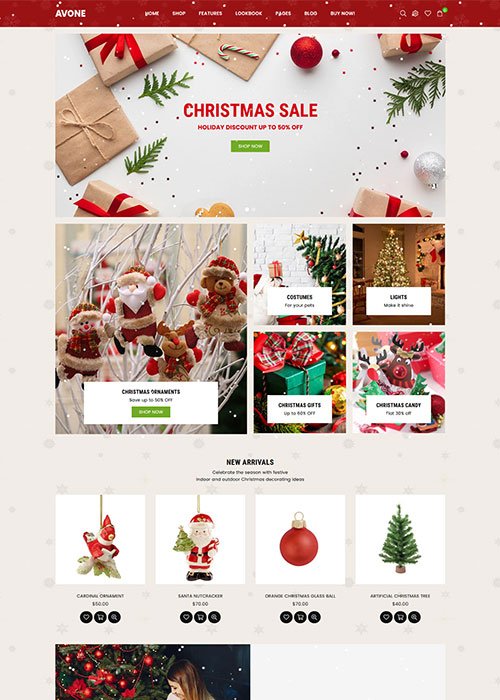 AVONE
HOME SHOP FEATURES LOOKBOOK PAGES BLOG BUY NOW!
CHRISTMAS SALE
HOLIDAY DISCOUNT UP TO 50% OFF
SHOP NOW
COSTUMES
For your pets
LIGHTS
Make it shine
CHRISTMAS ORNAMENTS
Save up to 50% OFF
SHOP NOW
CHRISTMAS GIFTS
Up to 60% OFF
CHRISTMAS CANDY
Flat 30% off
NEW ARRIVALS
Celebrate the season with festive
indoor and outdoor Christmas decorating ideas
CARDINAL ORNAMENT
$50.00
SANTA NUTCRACKER
$70.00
ORANGE CHRISTMAS GLASS BALL
$70.00
ARTIFICIAL CHRISTMAS TREE
$40.00